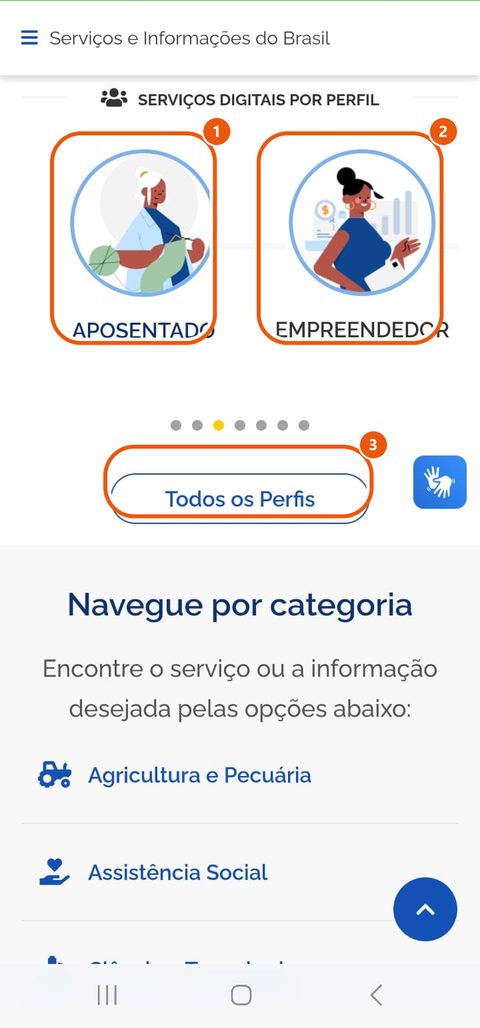 Serviços e Informações do Brasil
SERVIÇOS DIGITAIS POR PERFIL
1
2
APOSENTADO
EMPREENDEDOR
3
Todos os Perfis
Navegue por categoria
Encontre o serviço ou a informação
desejada pelas opções abaixo:
Agricultura e Pecuária
Assistência Social